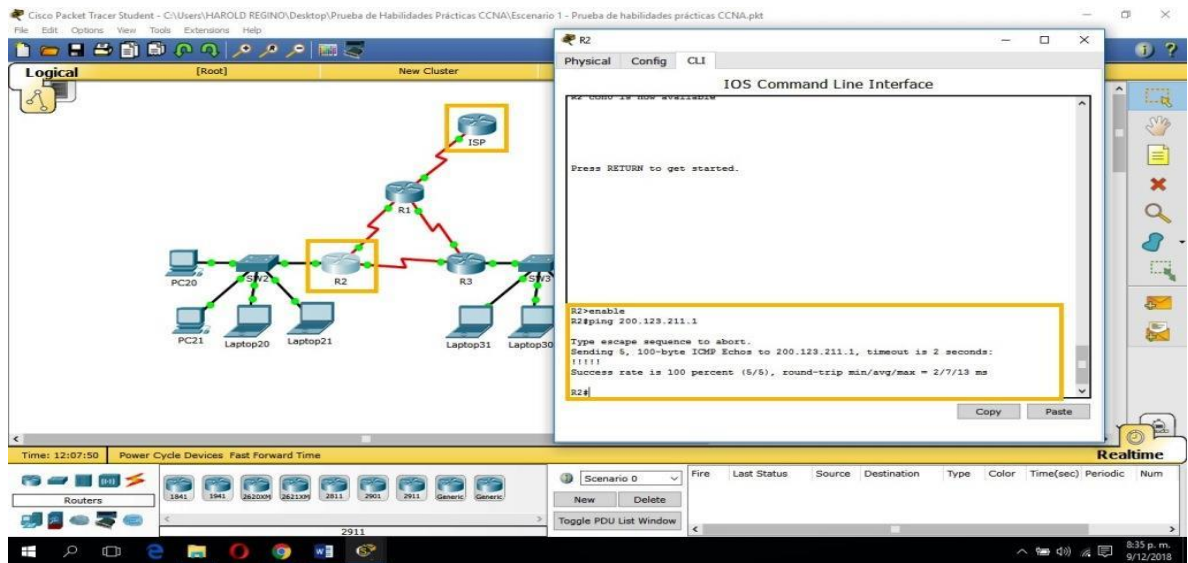 Cisco Packet Tracer Student - C:\Users\HAROLD REGINO\Desktop\Prueba de Habilidades Prácticas CCNA\Escenario 1 - Prueba de habilidades prácticas CCNA.pkt
File Edit Options View Tools Extensions Help
Logical [Root] New Cluster
ISP
R1
PC20 SW2 R2 R3 SW3
PC21 Laptop20 Laptop21 Laptop31 Laptop30
R2
Physical Config CLI
IOS Command Line Interface
R2 con0 is now available
Press RETURN to get started.
R2>enable
R2#ping 200.123.211.1
Type escape sequence to abort.
Sending 5, 100-byte ICMP Echos to 200.123.211.1, timeout is 2 seconds:
!!!!!
Success rate is 100 percent (5/5), round-trip min/avg/max = 2/7/13 ms
R2#
Copy Paste
Time: 12:07:50 Power Cycle Devices Fast Forward Time Realtime
Routers
1841 1941 2620XM 2621XM 2811 2901 2911 Generic Generic
2911
Scenario 0
New Delete
Toggle PDU List Window
Fire Last Status Source Destination Type Color Time(sec) Periodic Num
8:35 p. m.
9/12/2018